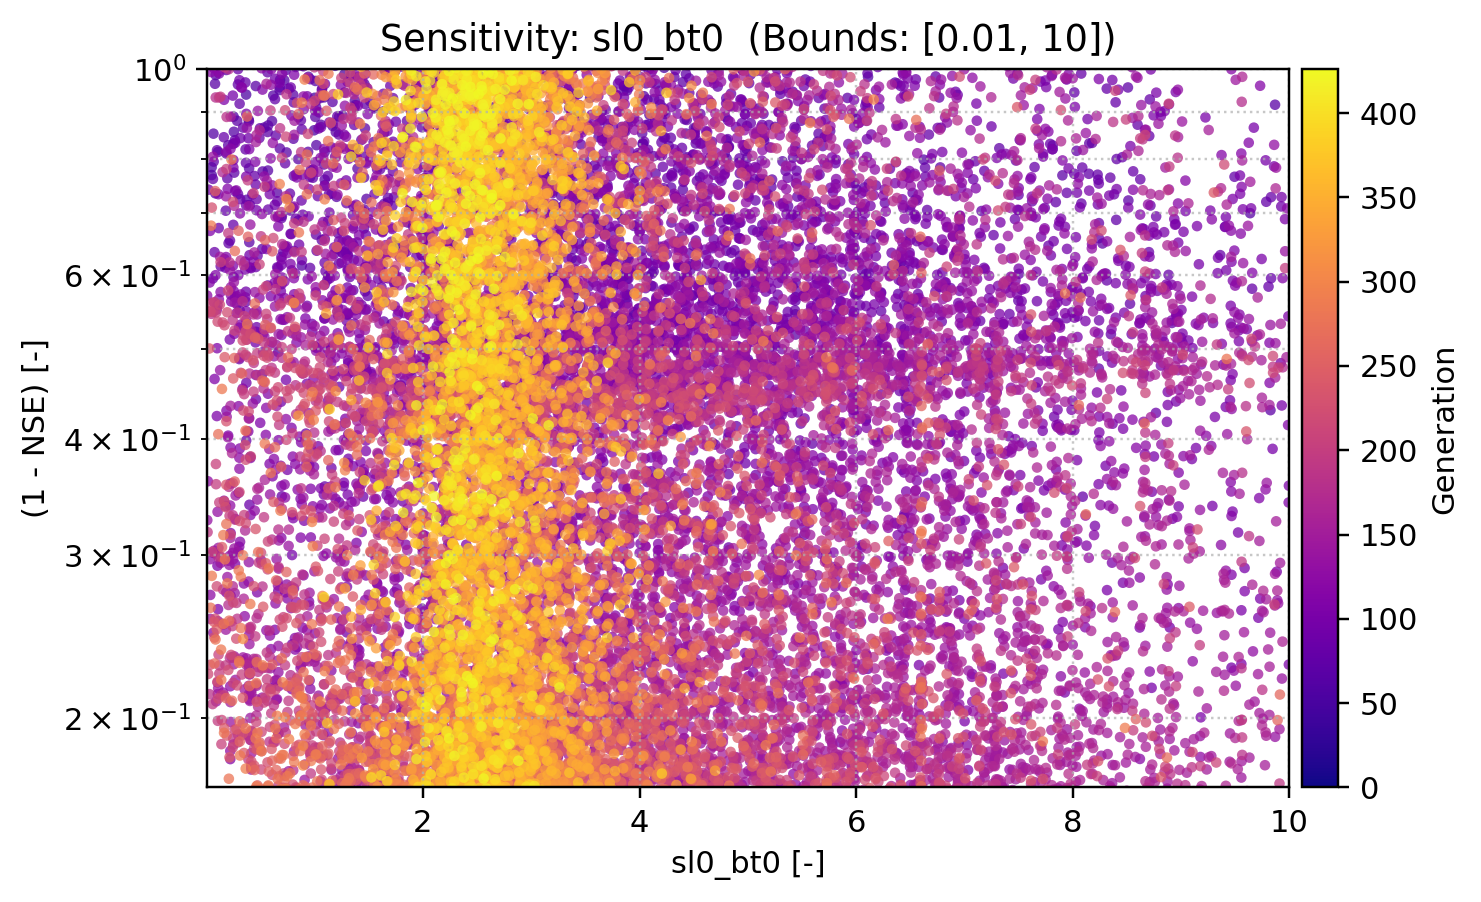 Sensitivity: sl0_bt0 (Bounds: [0.01, 10])
10⁰
6 × 10⁻¹
4 × 10⁻¹
3 × 10⁻¹
2 × 10⁻¹
(1 - NSE) [-]
2 4 6 8 10
sl0_bt0 [-]
400
350
300
250
200
150
100
50
0
Generation